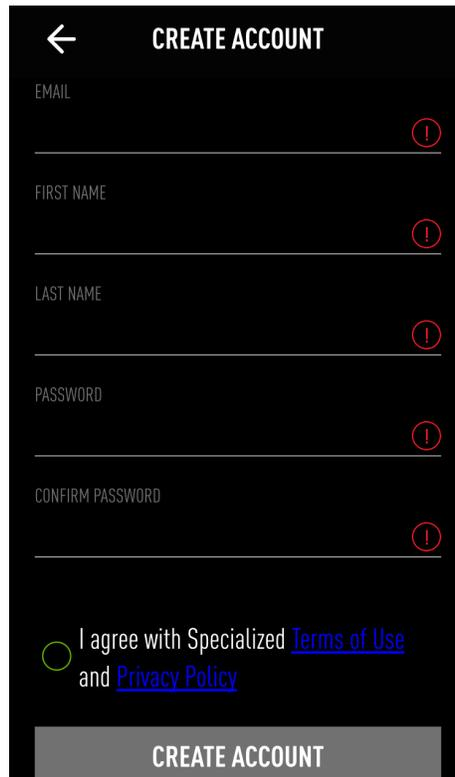 CREATE ACCOUNT
EMAIL
FIRST NAME
LAST NAME
PASSWORD
CONFIRM PASSWORD
I agree with Specialized Terms of Use
and Privacy Policy
CREATE ACCOUNT